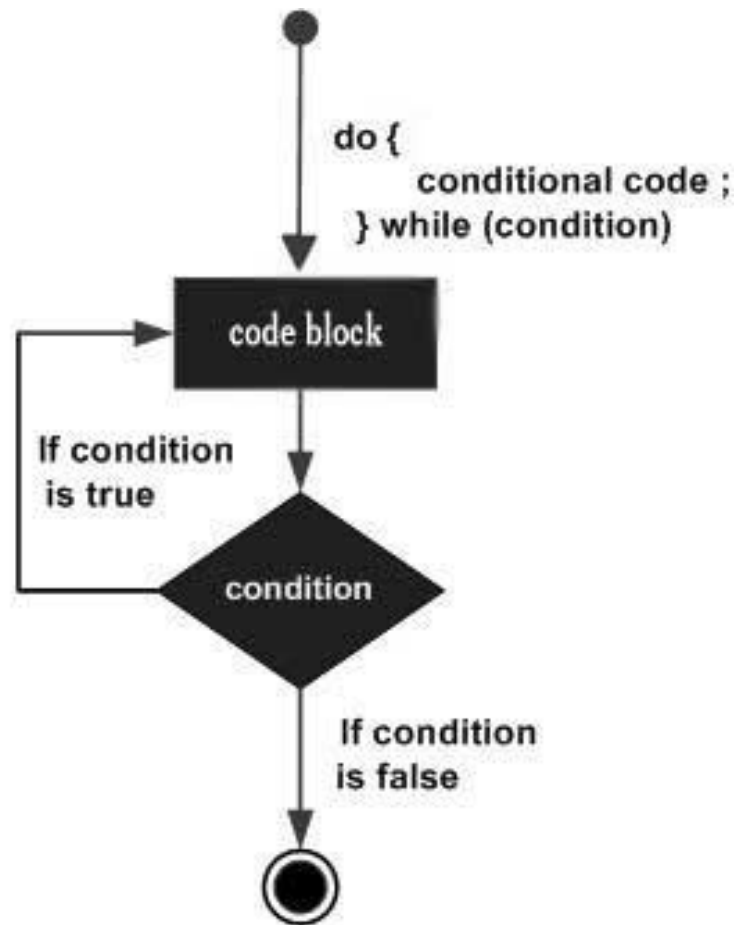 do {
conditional code ;
} while (condition)
code block
If condition
is true
condition
If condition
is false